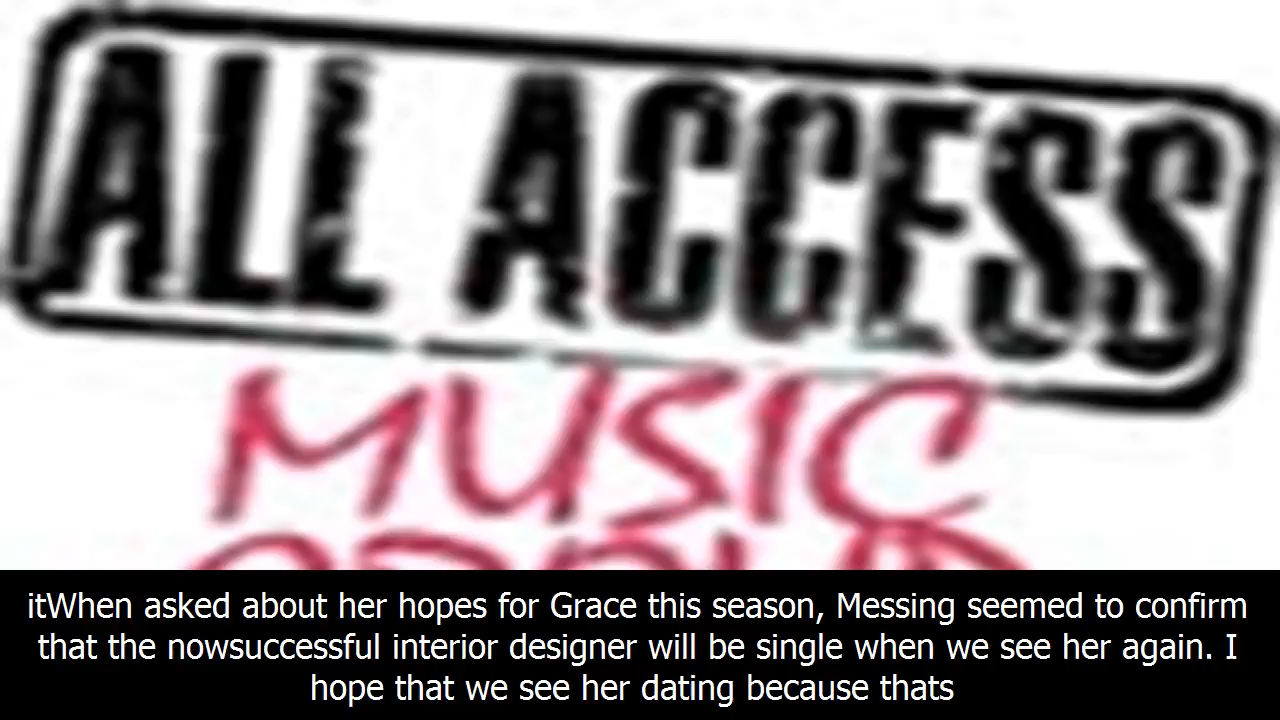 ALL ACCESS
MUSIC
itWhen asked about her hopes for Grace this season, Messing seemed to confirm
that the nowsuccessful interior designer will be single when we see her again. I
hope that we see her dating because thats